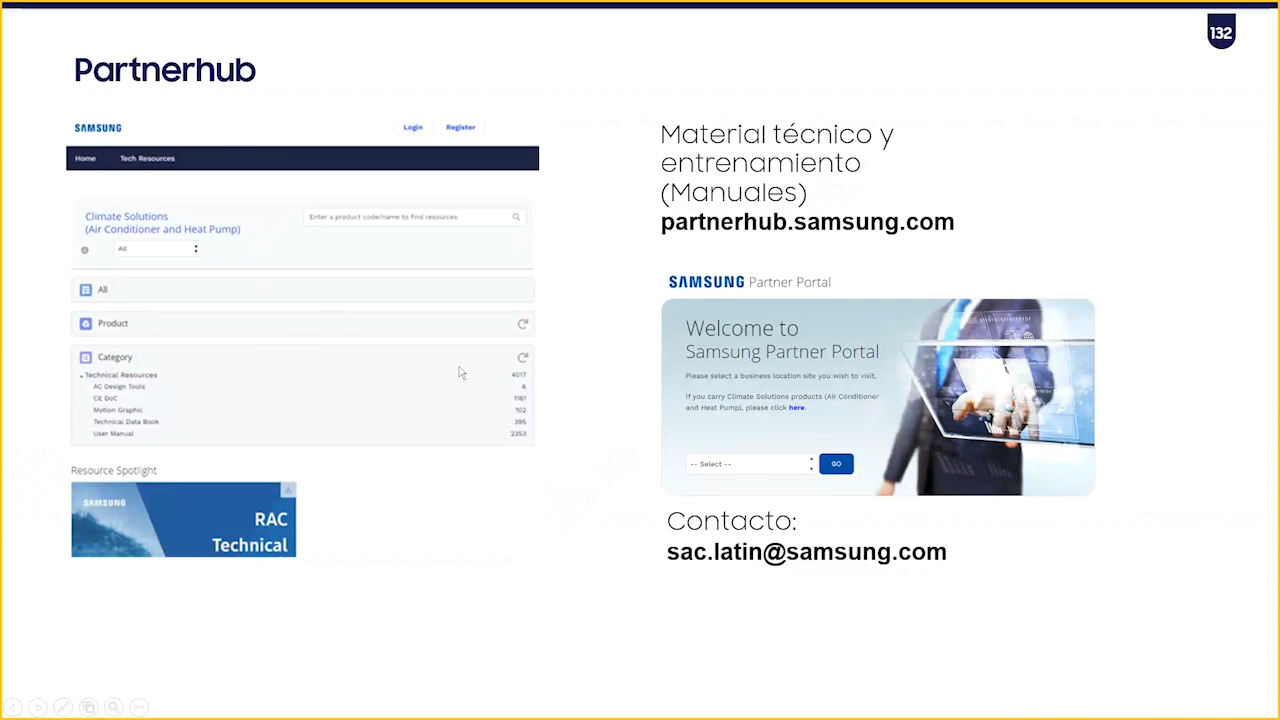 132
Partnerhub
SAMSUNG
Login Register
Home Tech Resources
Climate Solutions
(Air Conditioner and Heat Pump)
Enter a product code/name to find resources
All
All
Product
Category
Technical Resources 4017
AC Design Tools 6
CE DoC 1161
Motion Graphic 102
Technical Data Book 395
User Manual 2353
Resource Spotlight
SAMSUNG
RAC
Technical
Material técnico y
entrenamiento
(Manuales)
partnerhub.samsung.com
SAMSUNG Partner Portal
Welcome to
Samsung Partner Portal
Please select a business location site you wish to visit.
If you carry Climate Solutions products (Air Conditioner
and Heat Pump), please click here.
-- Select --
GO
Contacto:
sac.latin@samsung.com